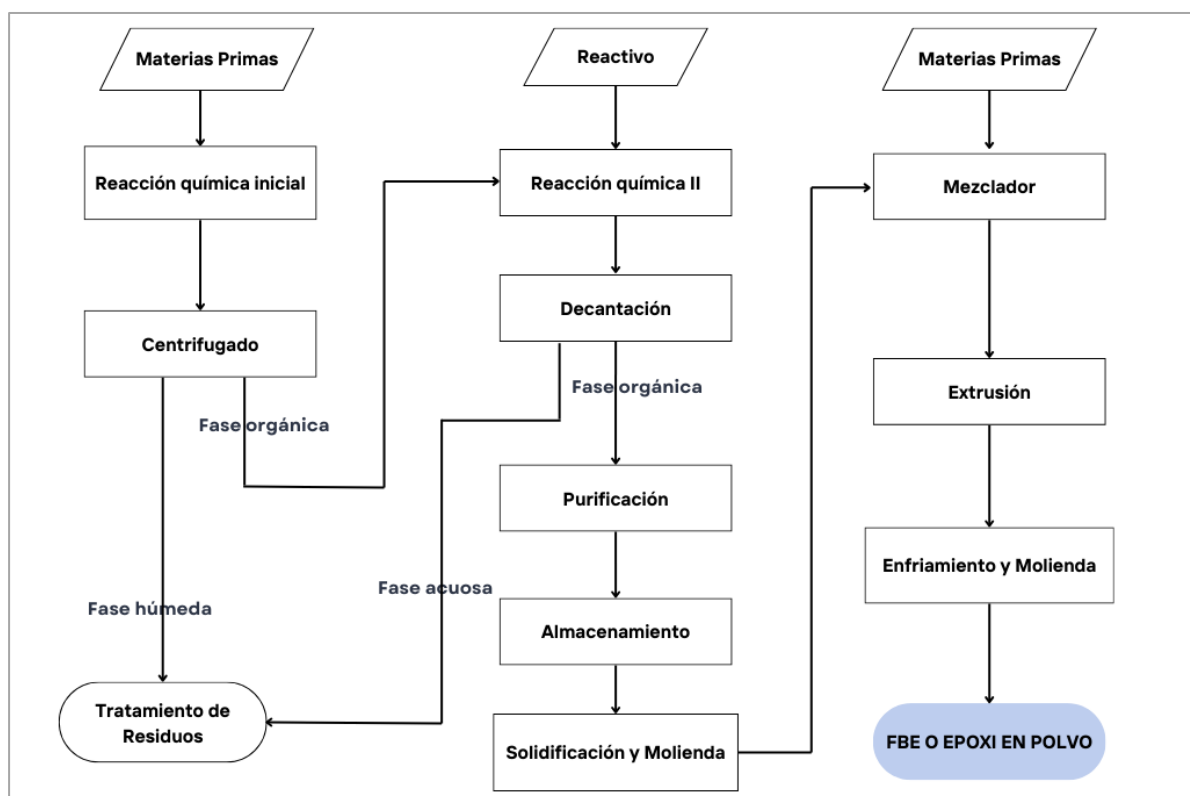 Materias Primas
Reacción química inicial
Centrifugado
Fase orgánica
Fase húmeda
Tratamiento de
Residuos
Reactivo
Reacción química II
Decantación
Fase orgánica
Fase acuosa
Purificación
Almacenamiento
Solidificación y Molienda
Materias Primas
Mezclador
Extrusión
Enfriamiento y Molienda
FBE O EPOXI EN POLVO